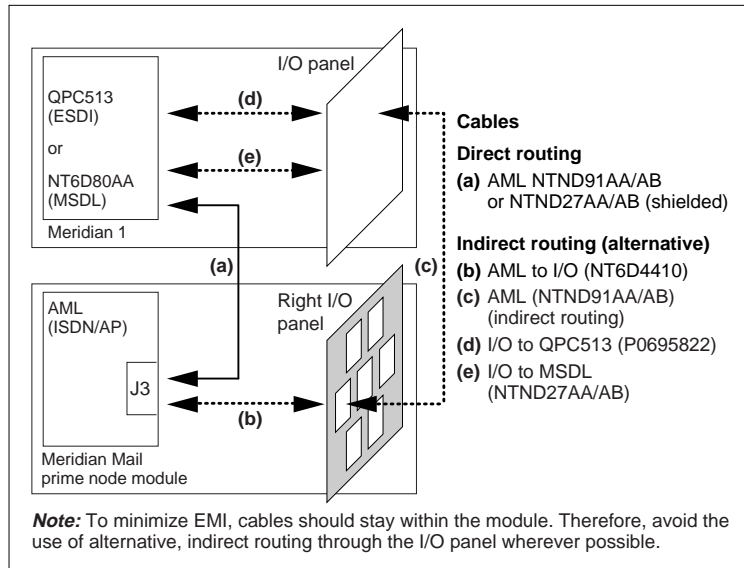 I/O panel
QPC513
(ESDI)
or
NT6D80AA
(MSDL)
Meridian 1
(d)
(e)
(a)
(c)
Cables
Direct routing
(a) AML NTND91AA/AB
or NTND27AA/AB (shielded)
Indirect routing (alternative)
(b) AML to I/O (NT6D4410)
(c) AML (NTND91AA/AB)
(indirect routing)
(d) I/O to QPC513 (P0695822)
(e) I/O to MSDL
(NTND27AA/AB)
AML
(ISDN/AP)
J3
(b)
Right I/O
panel
Meridian Mail
prime node module
Note: To minimize EMI, cables should stay within the module. Therefore, avoid the
use of alternative, indirect routing through the I/O panel wherever possible.